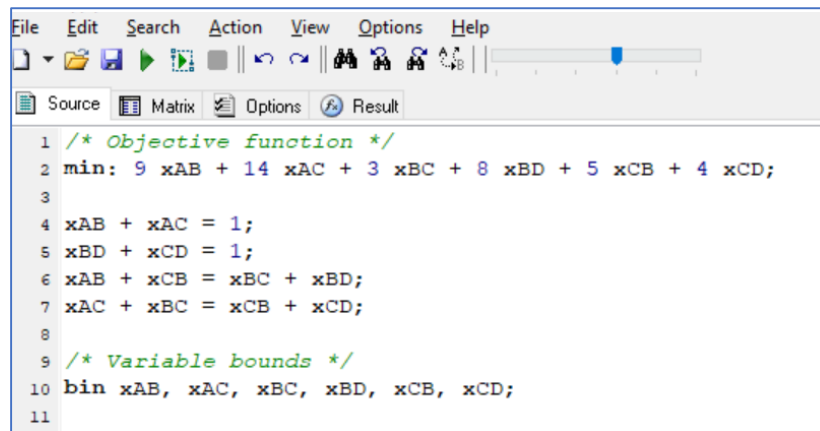 File Edit Search Action View Options Help
Source Matrix Options Result
1 /* Objective function */
2 min: 9 xAB + 14 xAC + 3 xBC + 8 xBD + 5 xCB + 4 xCD;
3
4 xAB + xAC = 1;
5 xBD + xCD = 1;
6 xAB + xCB = xBC + xBD;
7 xAC + xBC = xCB + xCD;
8
9 /* Variable bounds */
10 bin xAB, xAC, xBC, xBD, xCB, xCD;
11